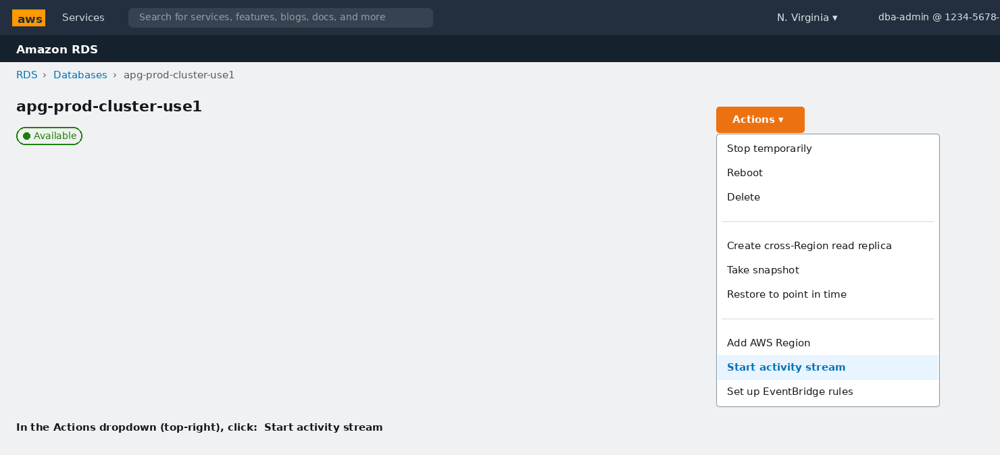 aws Services Search for services, features, blogs, docs, and more N. Virginia ▾ dba-admin @ 1234-5678-
Amazon RDS
RDS › Databases › apg-prod-cluster-use1
apg-prod-cluster-use1
Actions ▾
Available
Stop temporarily
Reboot
Delete
Create cross-Region read replica
Take snapshot
Restore to point in time
Add AWS Region
Start activity stream
Set up EventBridge rules
In the Actions dropdown (top-right), click: Start activity stream